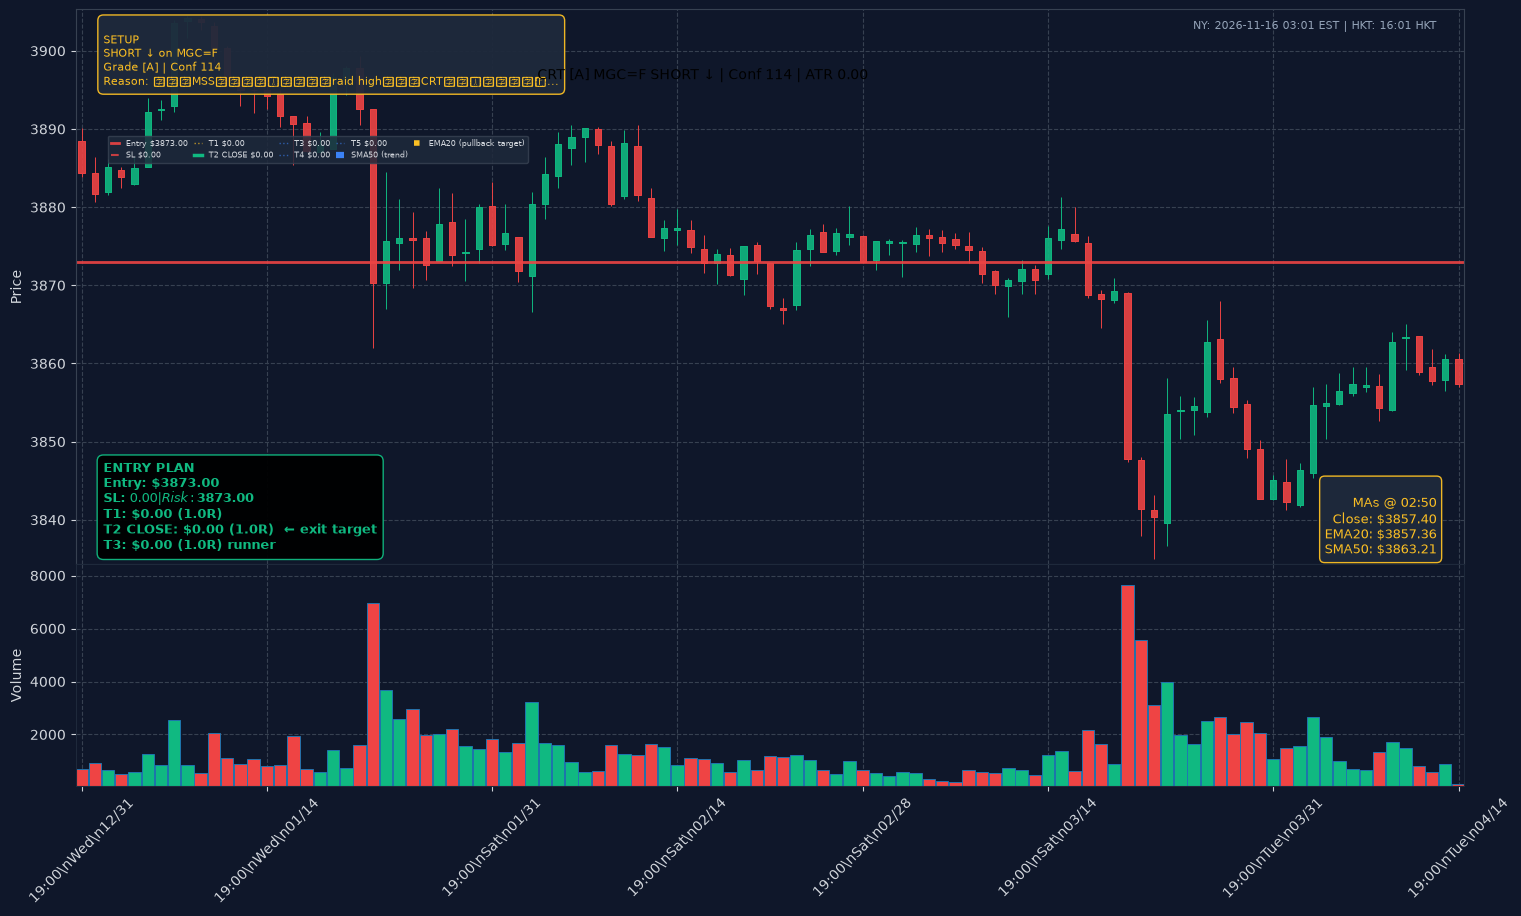 NY: 2026-11-16 03:01 EST | HKT: 16:01 HKT
SETUP
SHORT ↓ on MGC=F
Grade [A] | Conf 114
Reason: MSS raid high CRT ...
CRT [A] MGC=F SHORT ↓ | Conf 114 | ATR 0.00
Entry $3873.00 T1 $0.00 T3 $0.00 T5 $0.00 EMA20 (pullback target)
SL $0.00 T2 CLOSE $0.00 T4 $0.00 SMA50 (trend)
Price
3900
3890
3880
3870
3860
3850
3840
ENTRY PLAN
Entry: $3873.00
SL: 0.00|Risk:$3873.00
T1: $0.00 (1.0R)
T2 CLOSE: $0.00 (1.0R) ← exit target
T3: $0.00 (1.0R) runner
MAs @ 02:50
Close: $3857.40
EMA20: $3857.36
SMA50: $3863.21
Volume
8000
6000
4000
2000
19:00\nWed\n12/31
19:00\nWed\n01/14
19:00\nSat\n01/31
19:00\nSat\n02/14
19:00\nSat\n02/28
19:00\nSat\n03/14
19:00\nTue\n03/31
19:00\nTue\n04/14